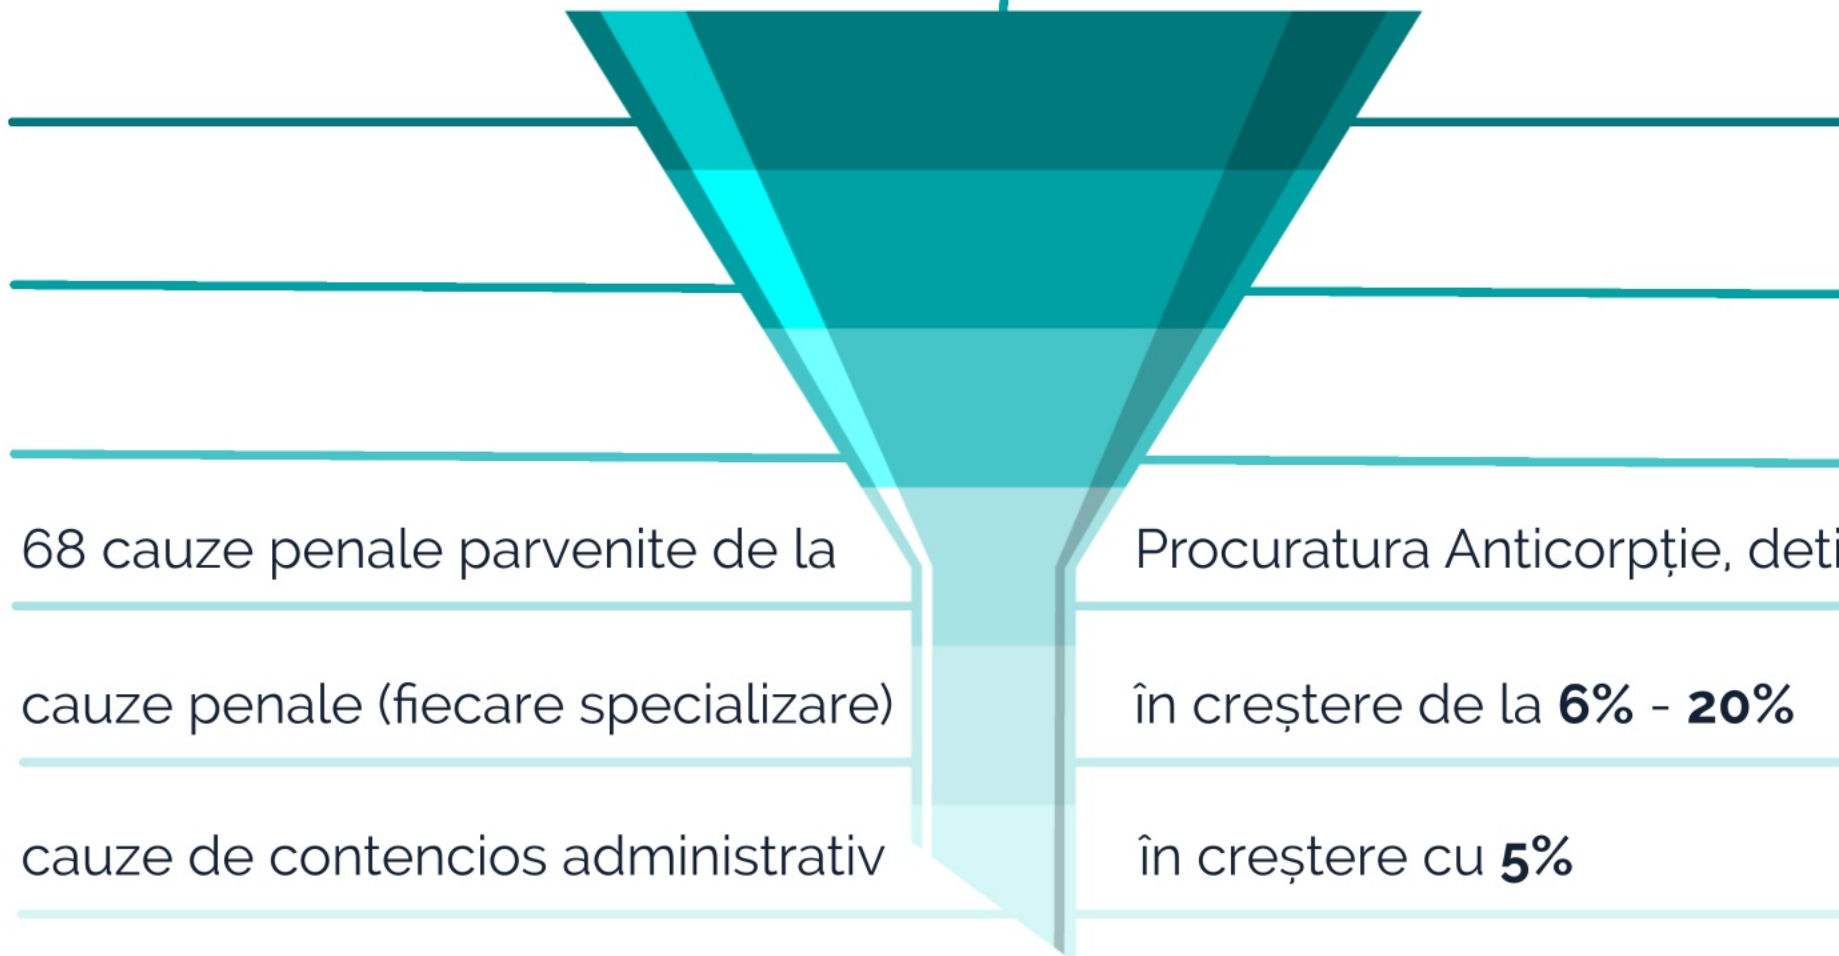 68 cauze penale parvenite de la Procuratura Anticorpție,
cauze penale (fiecare specializare) în creștere de la 6% - 20%
cauze de contencios administrativ în creștere cu 5%